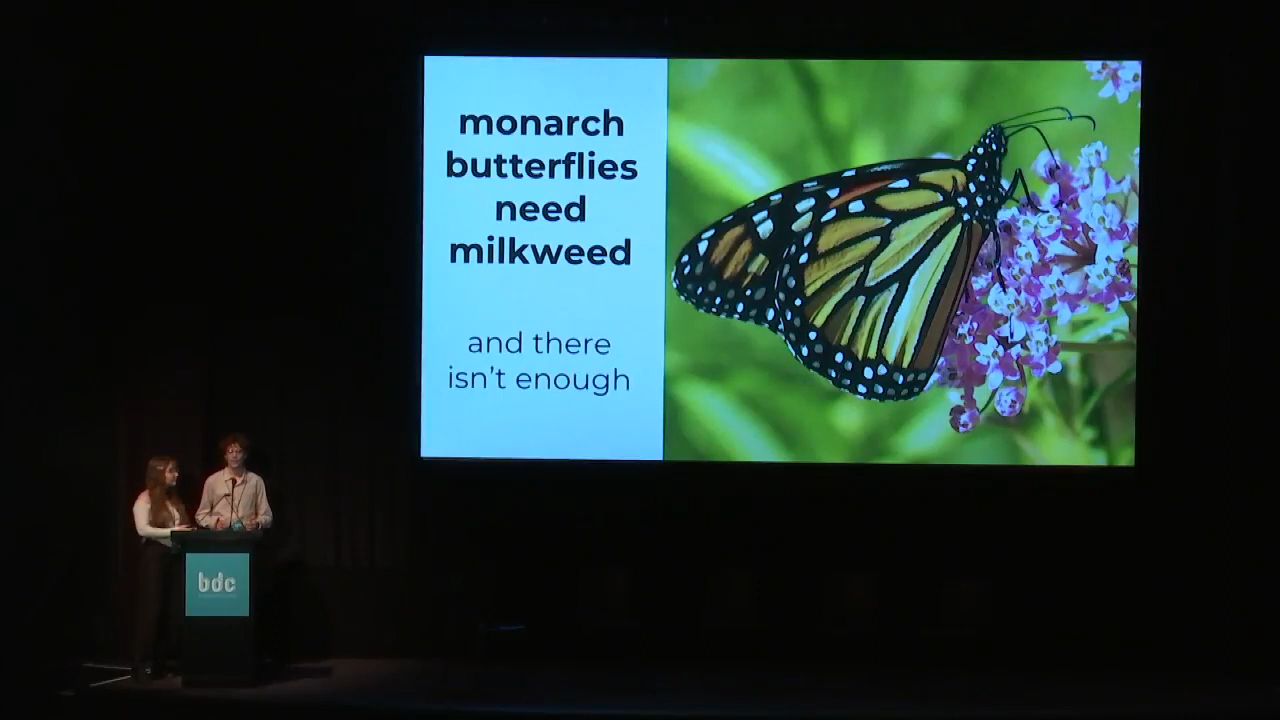 monarch
butterflies
need
milkweed
and there
isn't enough
bdc